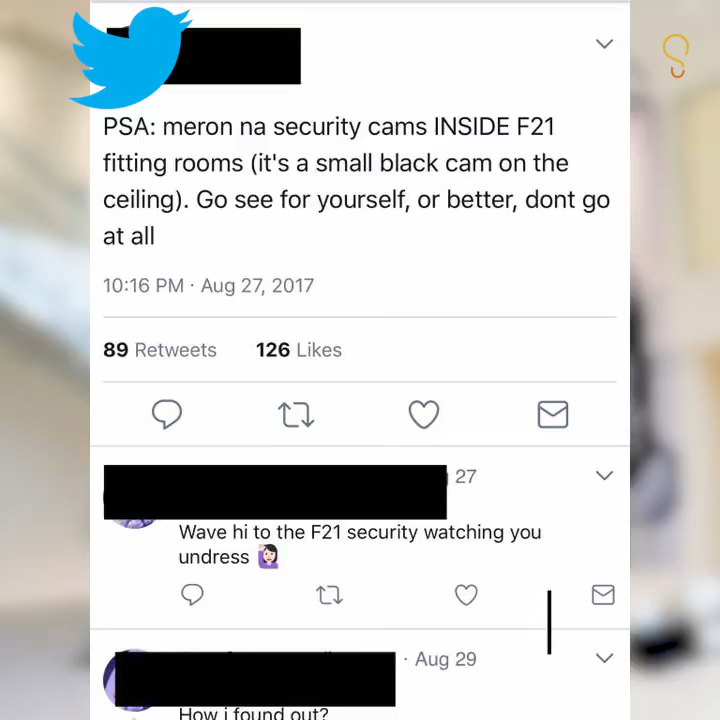 PSA: meron na security cams INSIDE F21
fitting rooms (it's a small black cam on the
ceiling). Go see for yourself, or better, dont go
at all
10:16 PM · Aug 27, 2017
89 Retweets 126 Likes
27
Wave hi to the F21 security watching you
undress 🙋🏻‍♀️
· Aug 29
How i found out?